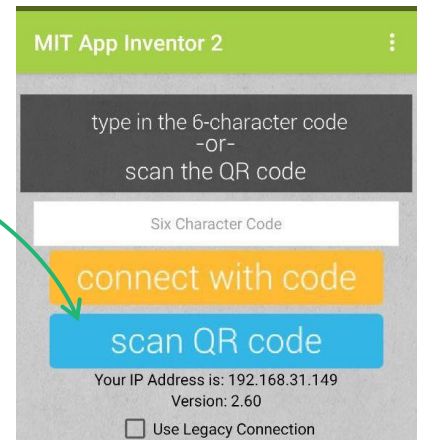 MIT App Inventor 2
type in the 6-character code
-or-
scan the QR code
Six Character Code
connect with code
scan QR code
Your IP Address is: 192.168.31.149
Version: 2.60
Use Legacy Connection